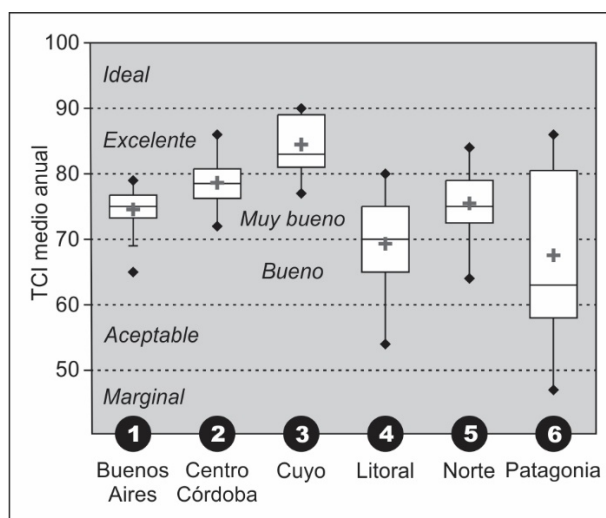 TCI medio anual
100
90
80
70
60
50
Ideal
Excelente
Muy bueno
Bueno
Aceptable
Marginal
1 2 3 4 5 6
Buenos Centro Cuyo Litoral Norte Patagonia
Aires Córdoba